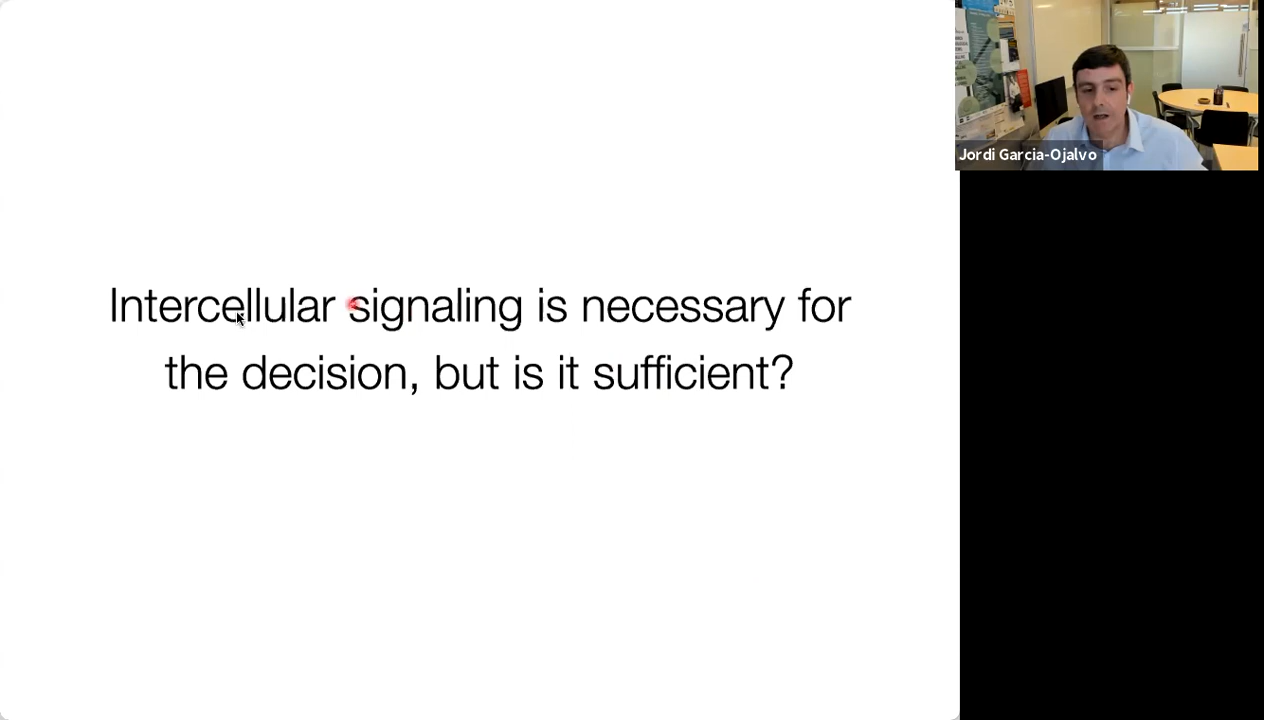 Intercellular signaling is necessary for
the decision, but is it sufficient?
Jordi Garcia-Ojalvo